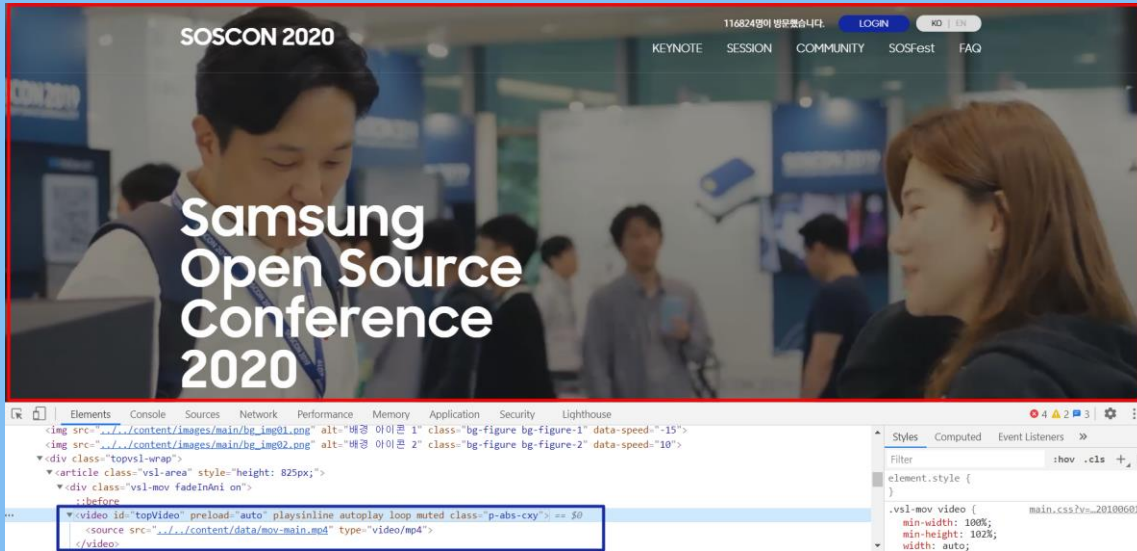 116824명이 방문했습니다. LOGIN KO | EN
SOSCON 2020
KEYNOTE SESSION COMMUNITY SOSFest FAQ
SOSCON 2019
Samsung
Open Source
Conference
2020
Elements Console Sources Network Performance Memory Application Security Lighthouse
4 2 3
<img src="../../content/images/main/bg_img01.png" alt="배경 아이콘 1" class="bg-figure bg-figure-1" data-speed="-15">
<img src="../../content/images/main/bg_img02.png" alt="배경 아이콘 2" class="bg-figure bg-figure-2" data-speed="10">
▼<div class="topvsl-wrap">
▼<article class="vsl-area" style="height: 825px;">
▼<div class="vsl-mov fadeInAni on">
::before
... ▼<video id="topVideo" preload="auto" playsinline autoplay loop muted class="p-abs-cxy"> == $0
<source src="../../content/data/mov-main.mp4" type="video/mp4">
</video>
Styles Computed Event Listeners »
Filter :hov .cls +
element.style {
}
.vsl-mov video { main.css?v=…20100601
min-width: 100%;
min-height: 102%;
width: auto;